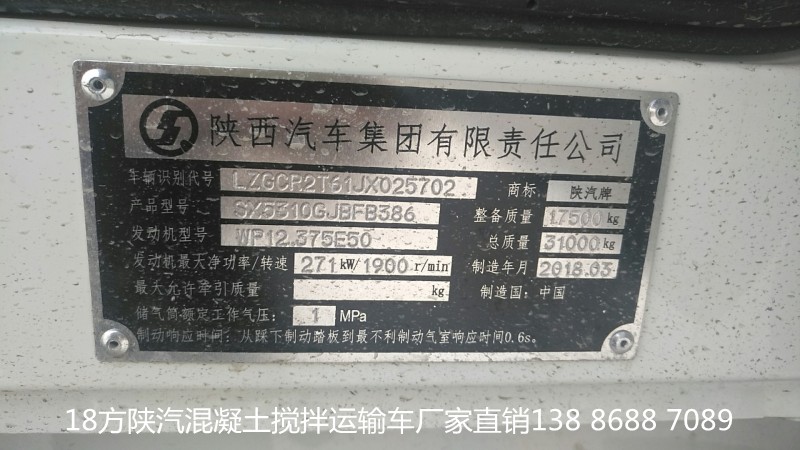 陕西汽车集团有限责任公司
车辆识别代号 LZGCR2T61JX025702 商标 陕汽牌
产品型号: SX5310GJBFB386 整备质量 17500kg
发动机型号 WP12.375E50 总质量 31000kg
发动机最大净功率/转速 271kW/1900r/min 制造年月 2018.03
最大允许牵引质量 kg 制造国: 中国
储气筒额定工作气压: 1 MPa
制动响应时间: 从踩下制动踏板到最不利制动气室响应时间0.6s。
18方陕汽混凝土搅拌运输车厂家直销138 8688 7089